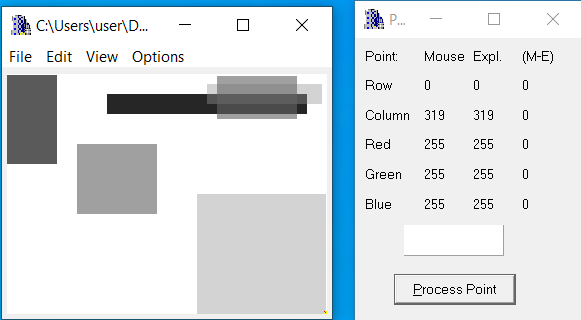 C:\Users\user\D...
File Edit View Options
P...
Point: Mouse Expl. (M-E)
Row 0 0 0
Column 319 319 0
Red 255 255 0
Green 255 255 0
Blue 255 255 0
Process Point